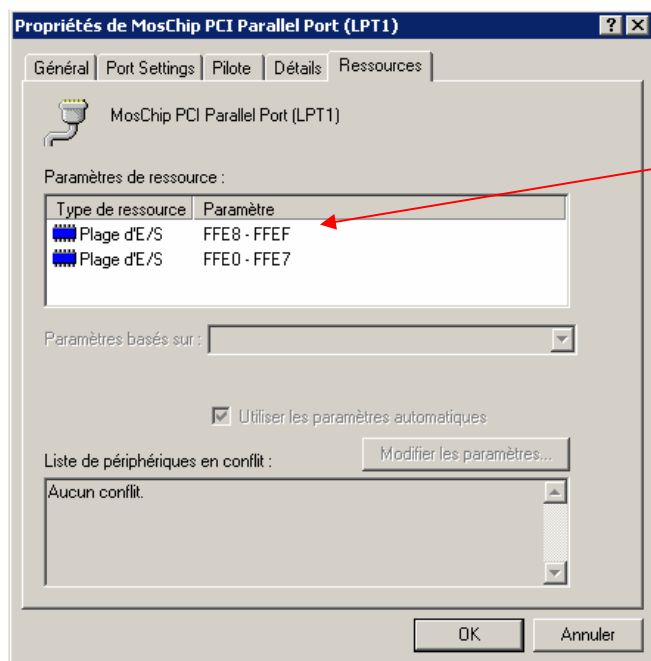 Propriétés de MosChip PCI Parallel Port (LPT1)
Général Port Settings Pilote Détails Ressources
MosChip PCI Parallel Port (LPT1)
Paramètres de ressource :
Type de ressource Paramètre
Plage d'E/S FFE8 - FFEF
Plage d'E/S FFE0 - FFE7
Paramètres basés sur :
Utiliser les paramètres automatiques
Modifier les paramètres...
Liste de périphériques en conflit :
Aucun conflit.
OK Annuler